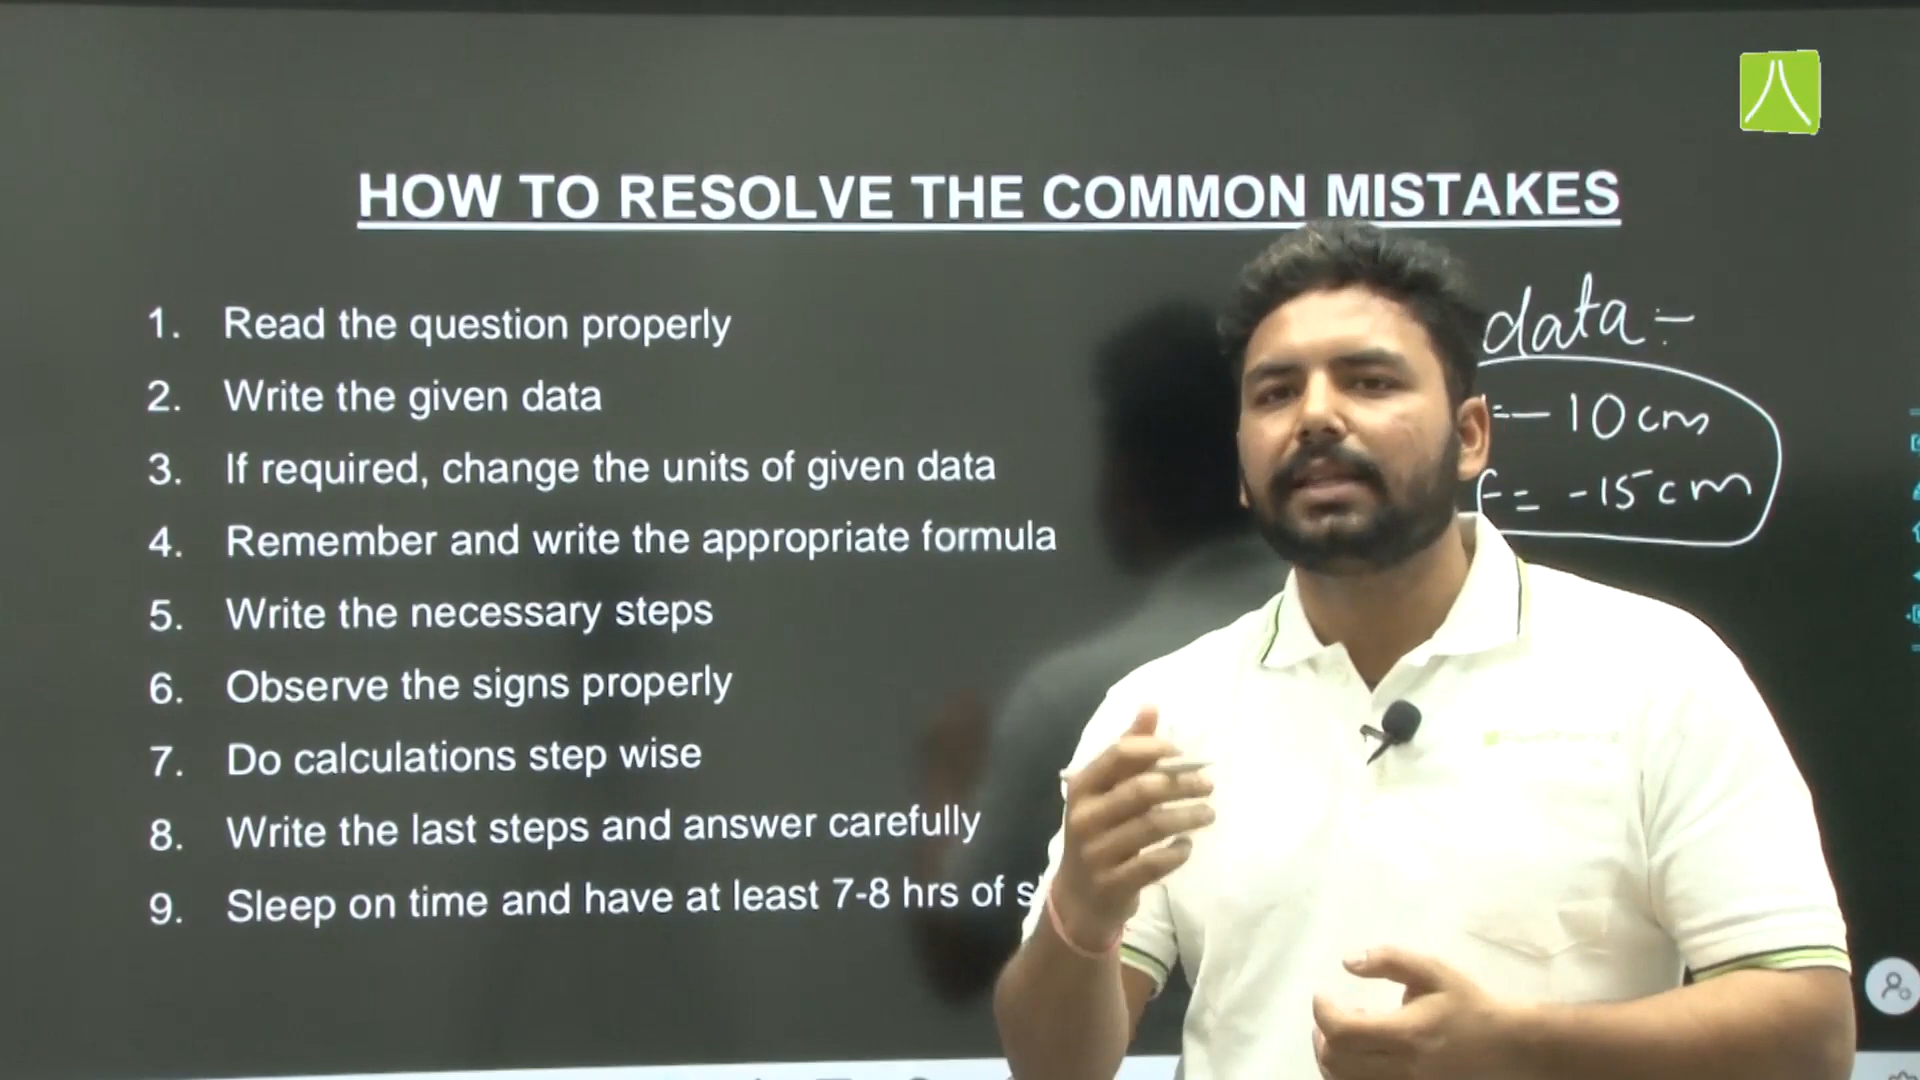 HOW TO RESOLVE THE COMMON MISTAKES
1. Read the question properly
2. Write the given data
3. If required, change the units of given data
4. Remember and write the appropriate formula
5. Write the necessary steps
6. Observe the signs properly
7. Do calculations step wise
8. Write the last steps and answer carefully
9. Sleep on time and have at least 7-8 hrs of
data :-
= - 10 cm
f = - 15 cm